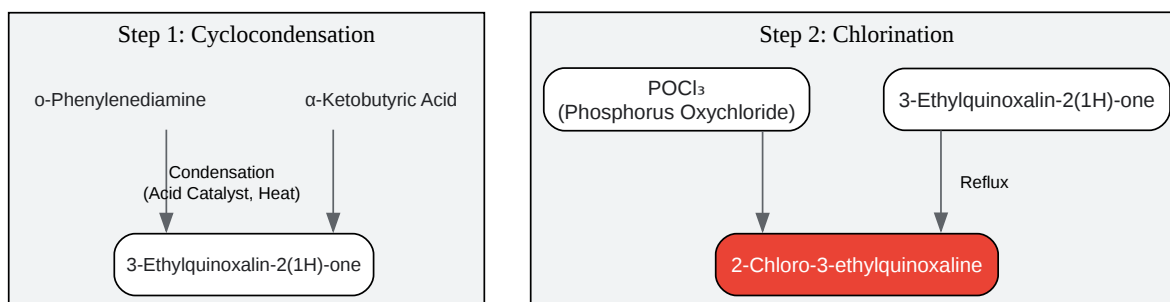 Step 1: Cyclocondensation
o-Phenylenediamine
α-Ketobutyric Acid
Condensation
(Acid Catalyst, Heat)
3-Ethylquinoxalin-2(1H)-one
Step 2: Chlorination
POCl₃
(Phosphorus Oxychloride)
3-Ethylquinoxalin-2(1H)-one
Reflux
2-Chloro-3-ethylquinoxaline